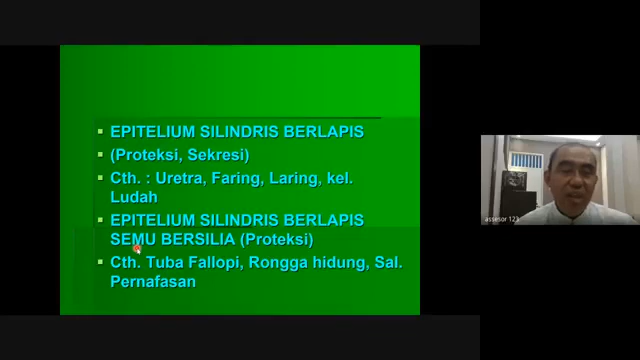 EPITELIUM SILINDRIS BERLAPIS
(Proteksi, Sekresi)
Cth. : Uretra, Faring, Laring, kel.
Ludah
EPITELIUM SILINDRIS BERLAPIS
SEMU BERSILIA (Proteksi)
Cth. Tuba Fallopi, Rongga hidung, Sal.
Pernafasan
assesor 123